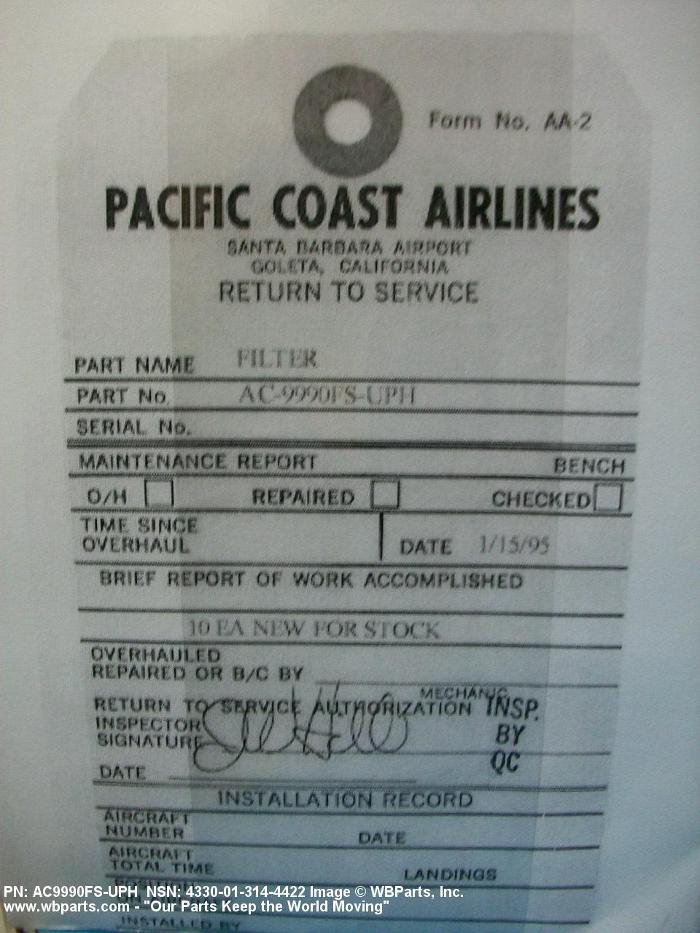 Form No. AA-2
PACIFIC COAST AIRLINES
SANTA BARBARA AIRPORT
GOLETA, CALIFORNIA
RETURN TO SERVICE
PART NAME FILTER
PART No. AC-9990FS-UPH
SERIAL No.
MAINTENANCE REPORT BENCH
O/H REPAIRED CHECKED
TIME SINCE
OVERHAUL DATE 1/15/95
BRIEF REPORT OF WORK ACCOMPLISHED
10 EA NEW FOR STOCK
OVERHAULED
REPAIRED OR B/C BY
MECHANIC
RETURN TO SERVICE AUTHORIZATION INSP.
INSPECTOR
SIGNATURE BY
DATE QC
INSTALLATION RECORD
AIRCRAFT
NUMBER DATE
AIRCRAFT
TOTAL TIME LANDINGS
PN: AC9990FS-UPH NSN: 4330-01-314-4422 Image © WBParts, Inc.
www.wbparts.com - "Our Parts Keep the World Moving"
INSTALLED BY